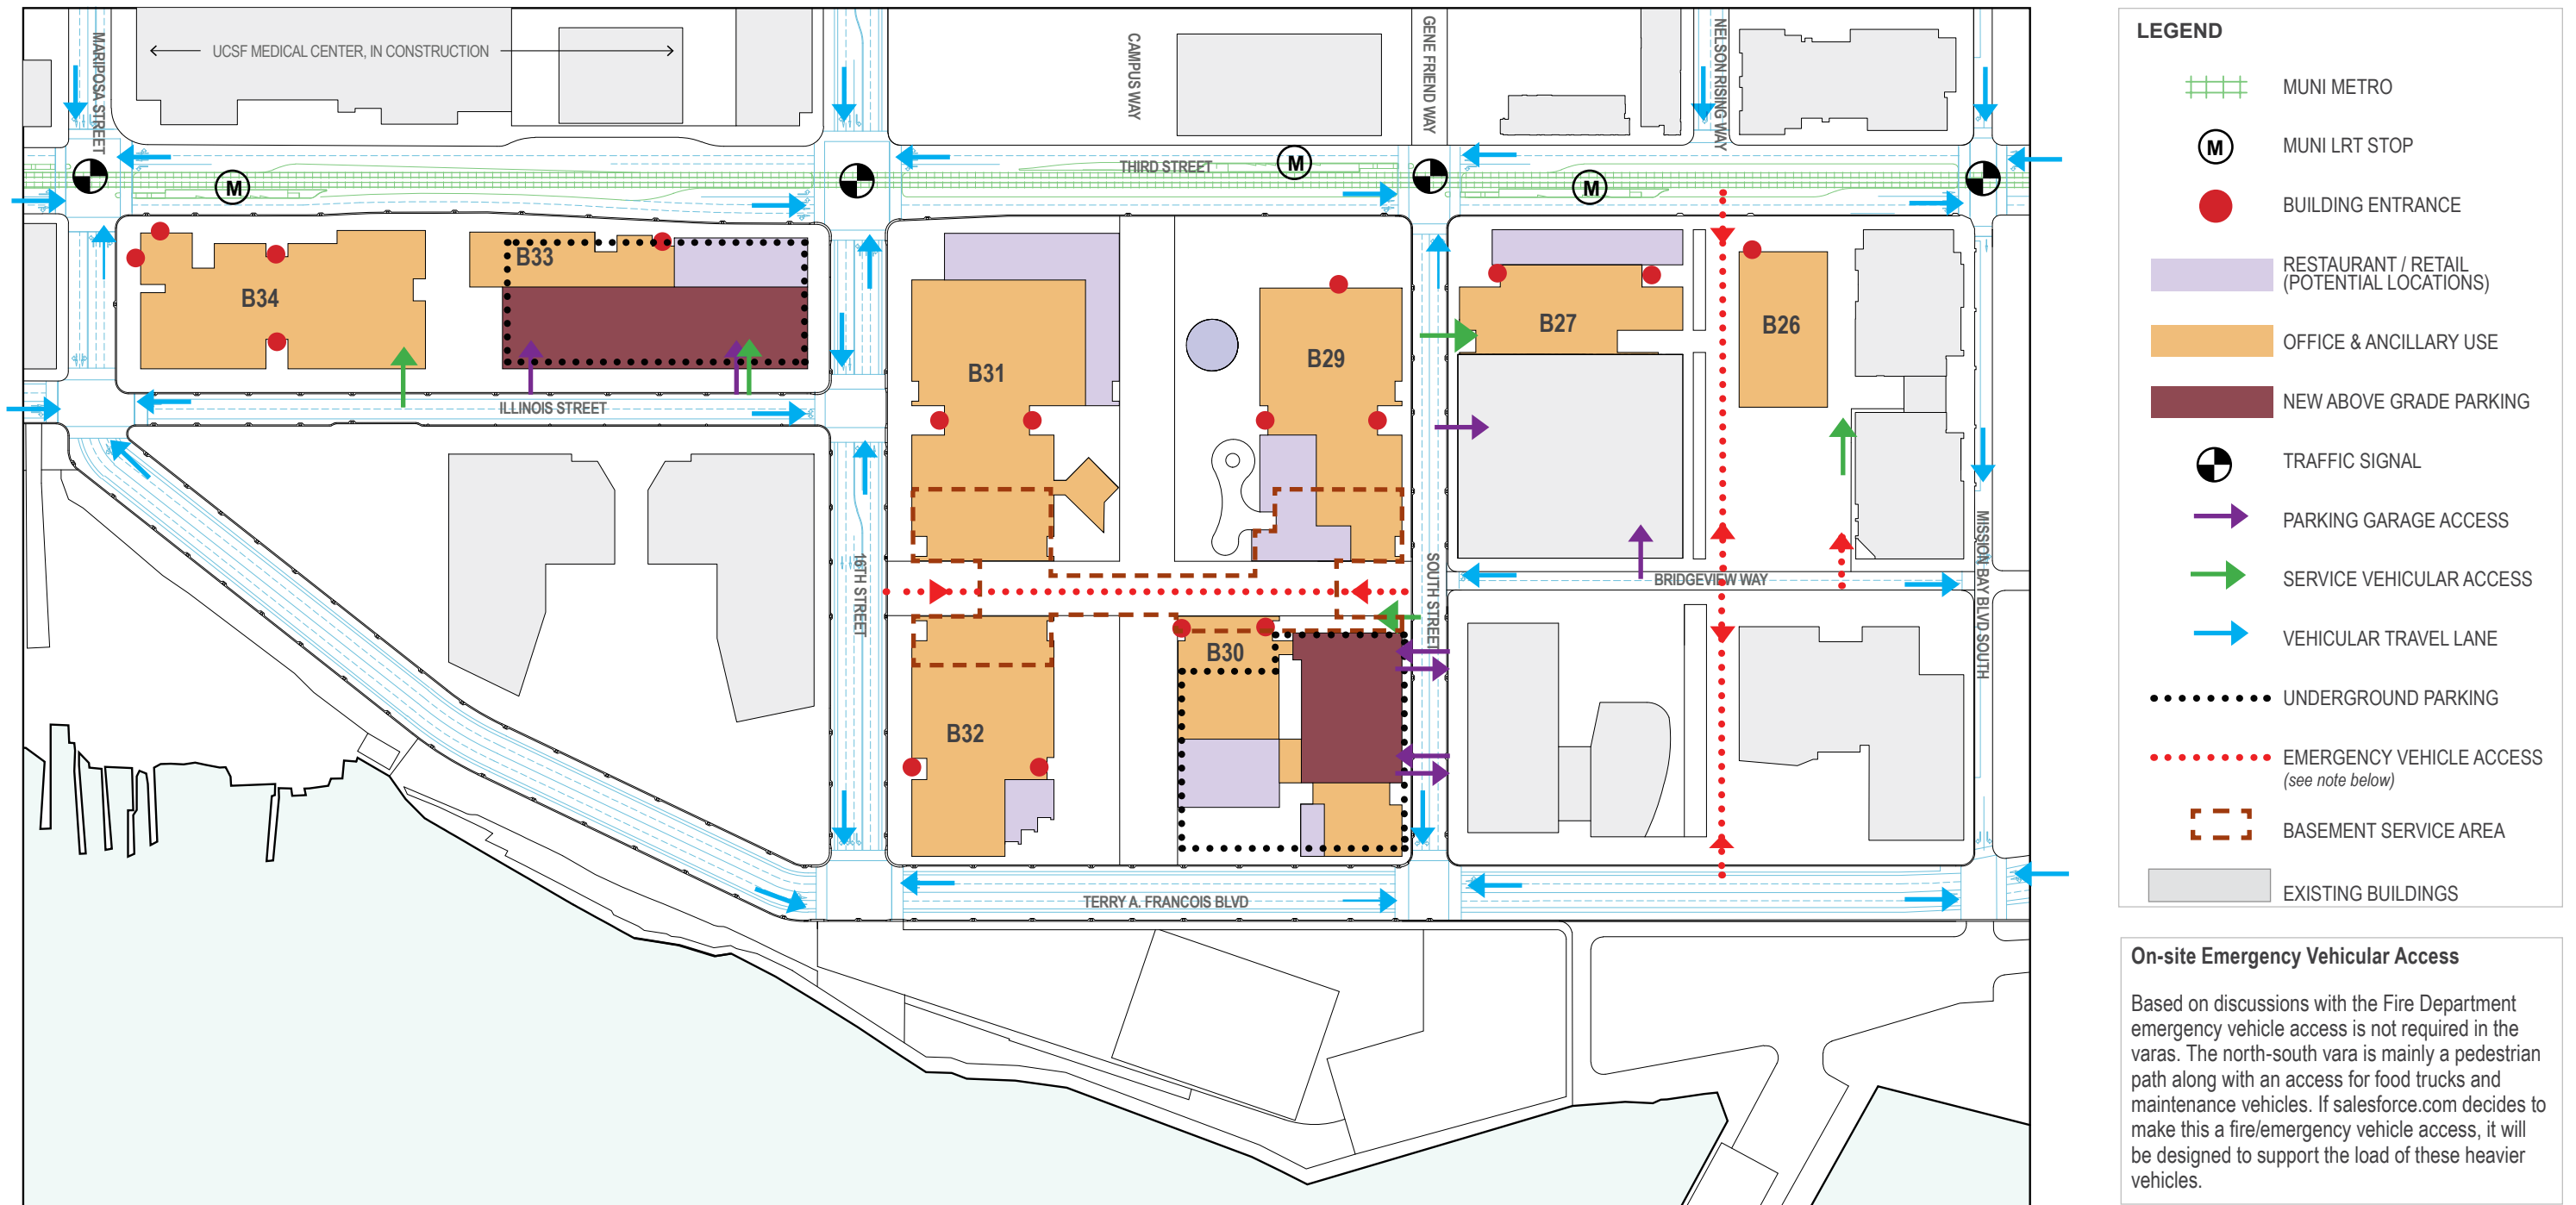 MARIPOSA STREET
UCSF MEDICAL CENTER, IN CONSTRUCTION
CAMPUS WAY
GENE FRIEND WAY
NELSON RISING WAY
THIRD STREET
M
M
M
B34
B33
B31
B29
B27
B26
ILLINOIS STREET
16TH STREET
SOUTH STREET
BRIDGEVIEW WAY
MISSION BAY BLVD SOUTH
B30
B32
TERRY A. FRANCOIS BLVD
LEGEND
MUNI METRO
M
MUNI LRT STOP
BUILDING ENTRANCE
RESTAURANT / RETAIL
(POTENTIAL LOCATIONS)
OFFICE & ANCILLARY USE
NEW ABOVE GRADE PARKING
TRAFFIC SIGNAL
PARKING GARAGE ACCESS
SERVICE VEHICULAR ACCESS
VEHICULAR TRAVEL LANE
UNDERGROUND PARKING
EMERGENCY VEHICLE ACCESS
(see note below)
BASEMENT SERVICE AREA
EXISTING BUILDINGS
On-site Emergency Vehicular Access
Based on discussions with the Fire Department
emergency vehicle access is not required in the
varas. The north-south vara is mainly a pedestrian
path along with an access for food trucks and
maintenance vehicles. If salesforce.com decides to
make this a fire/emergency vehicle access, it will
be designed to support the load of these heavier
vehicles.